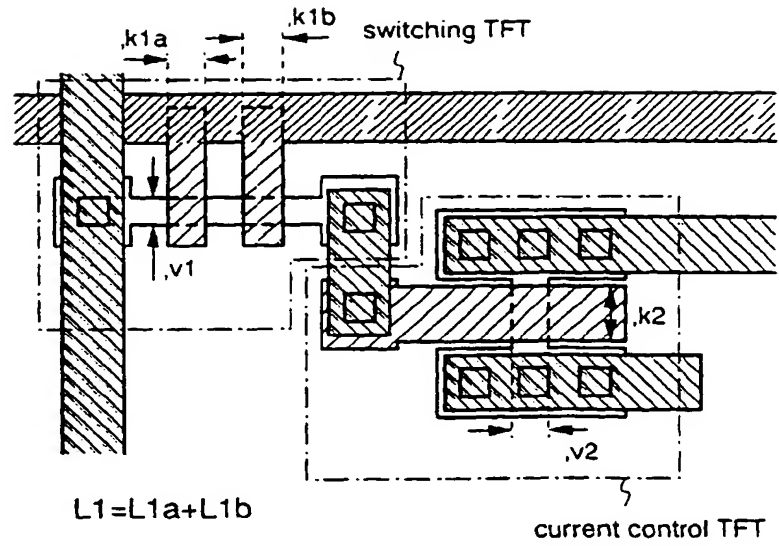 ,k1b
switching TFT
,k1a
,v1
,k2
,v2
L1=L1a+L1b
current control TFT